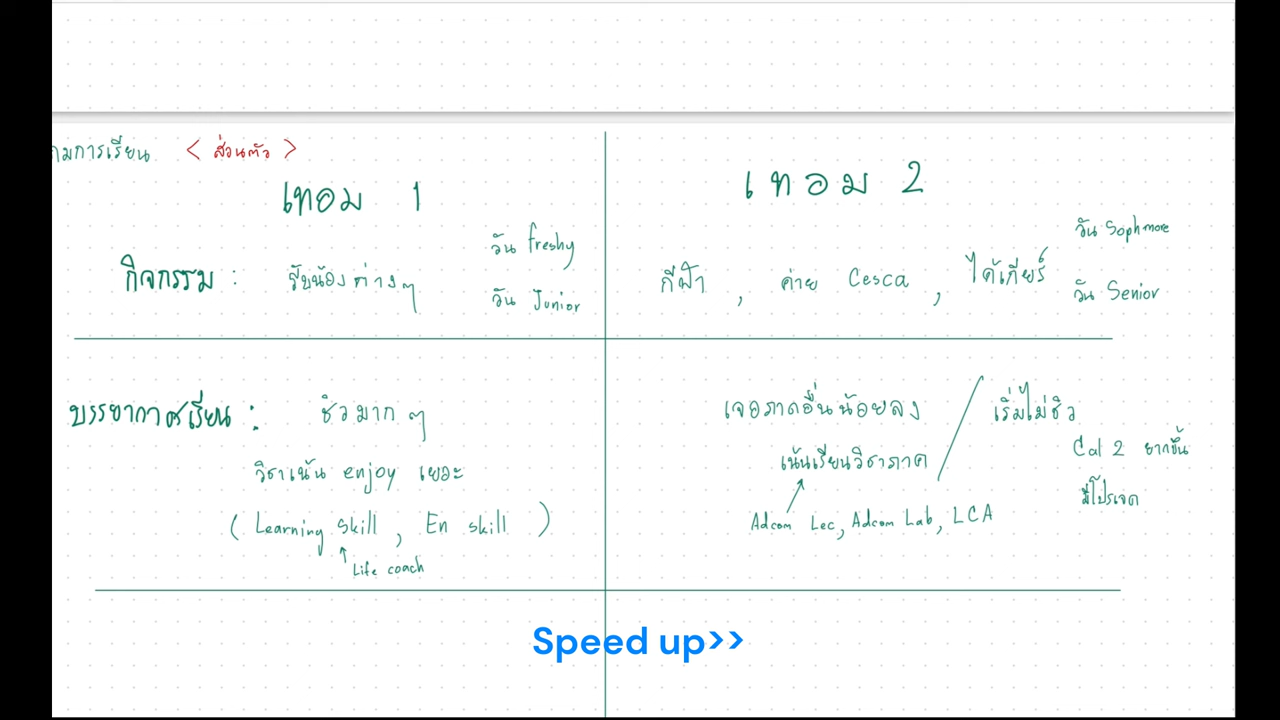 ามการเรียน < ส่วนตัว >
เทอม 1
เทอม 2
กิจกรรม : รับน้องต่างๆ
วัน freshy
วัน Junior
กีฬา , ค่าย Cesca , ได้เกียร์
วัน Sophmore
วัน Senior
บรรยากาศเรียน : ชิวมากๆ
วิชาเน้น enjoy เยอะ
( Learning skill , En skill )
Life coach
เจอภาคอื่นน้อยลง / เริ่มไม่ชิว
เน้นเรียนวิชาภาค
Cal 2 ยากขึ้น
มีโปรเจค
Adcom Lec, Adcom Lab, LCA
Speed up>>